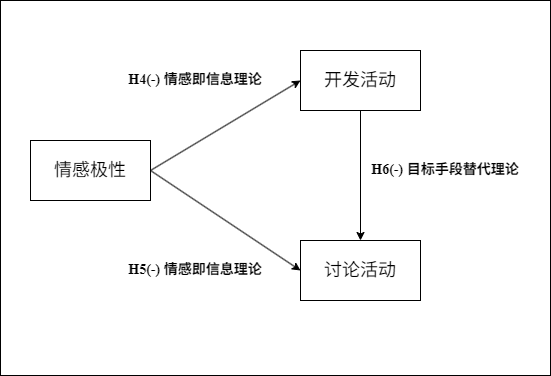 开发活动
H4(-) 情感即信息理论
情感极性
H6(-) 目标手段替代理论
H5(-) 情感即信息理论
讨论活动